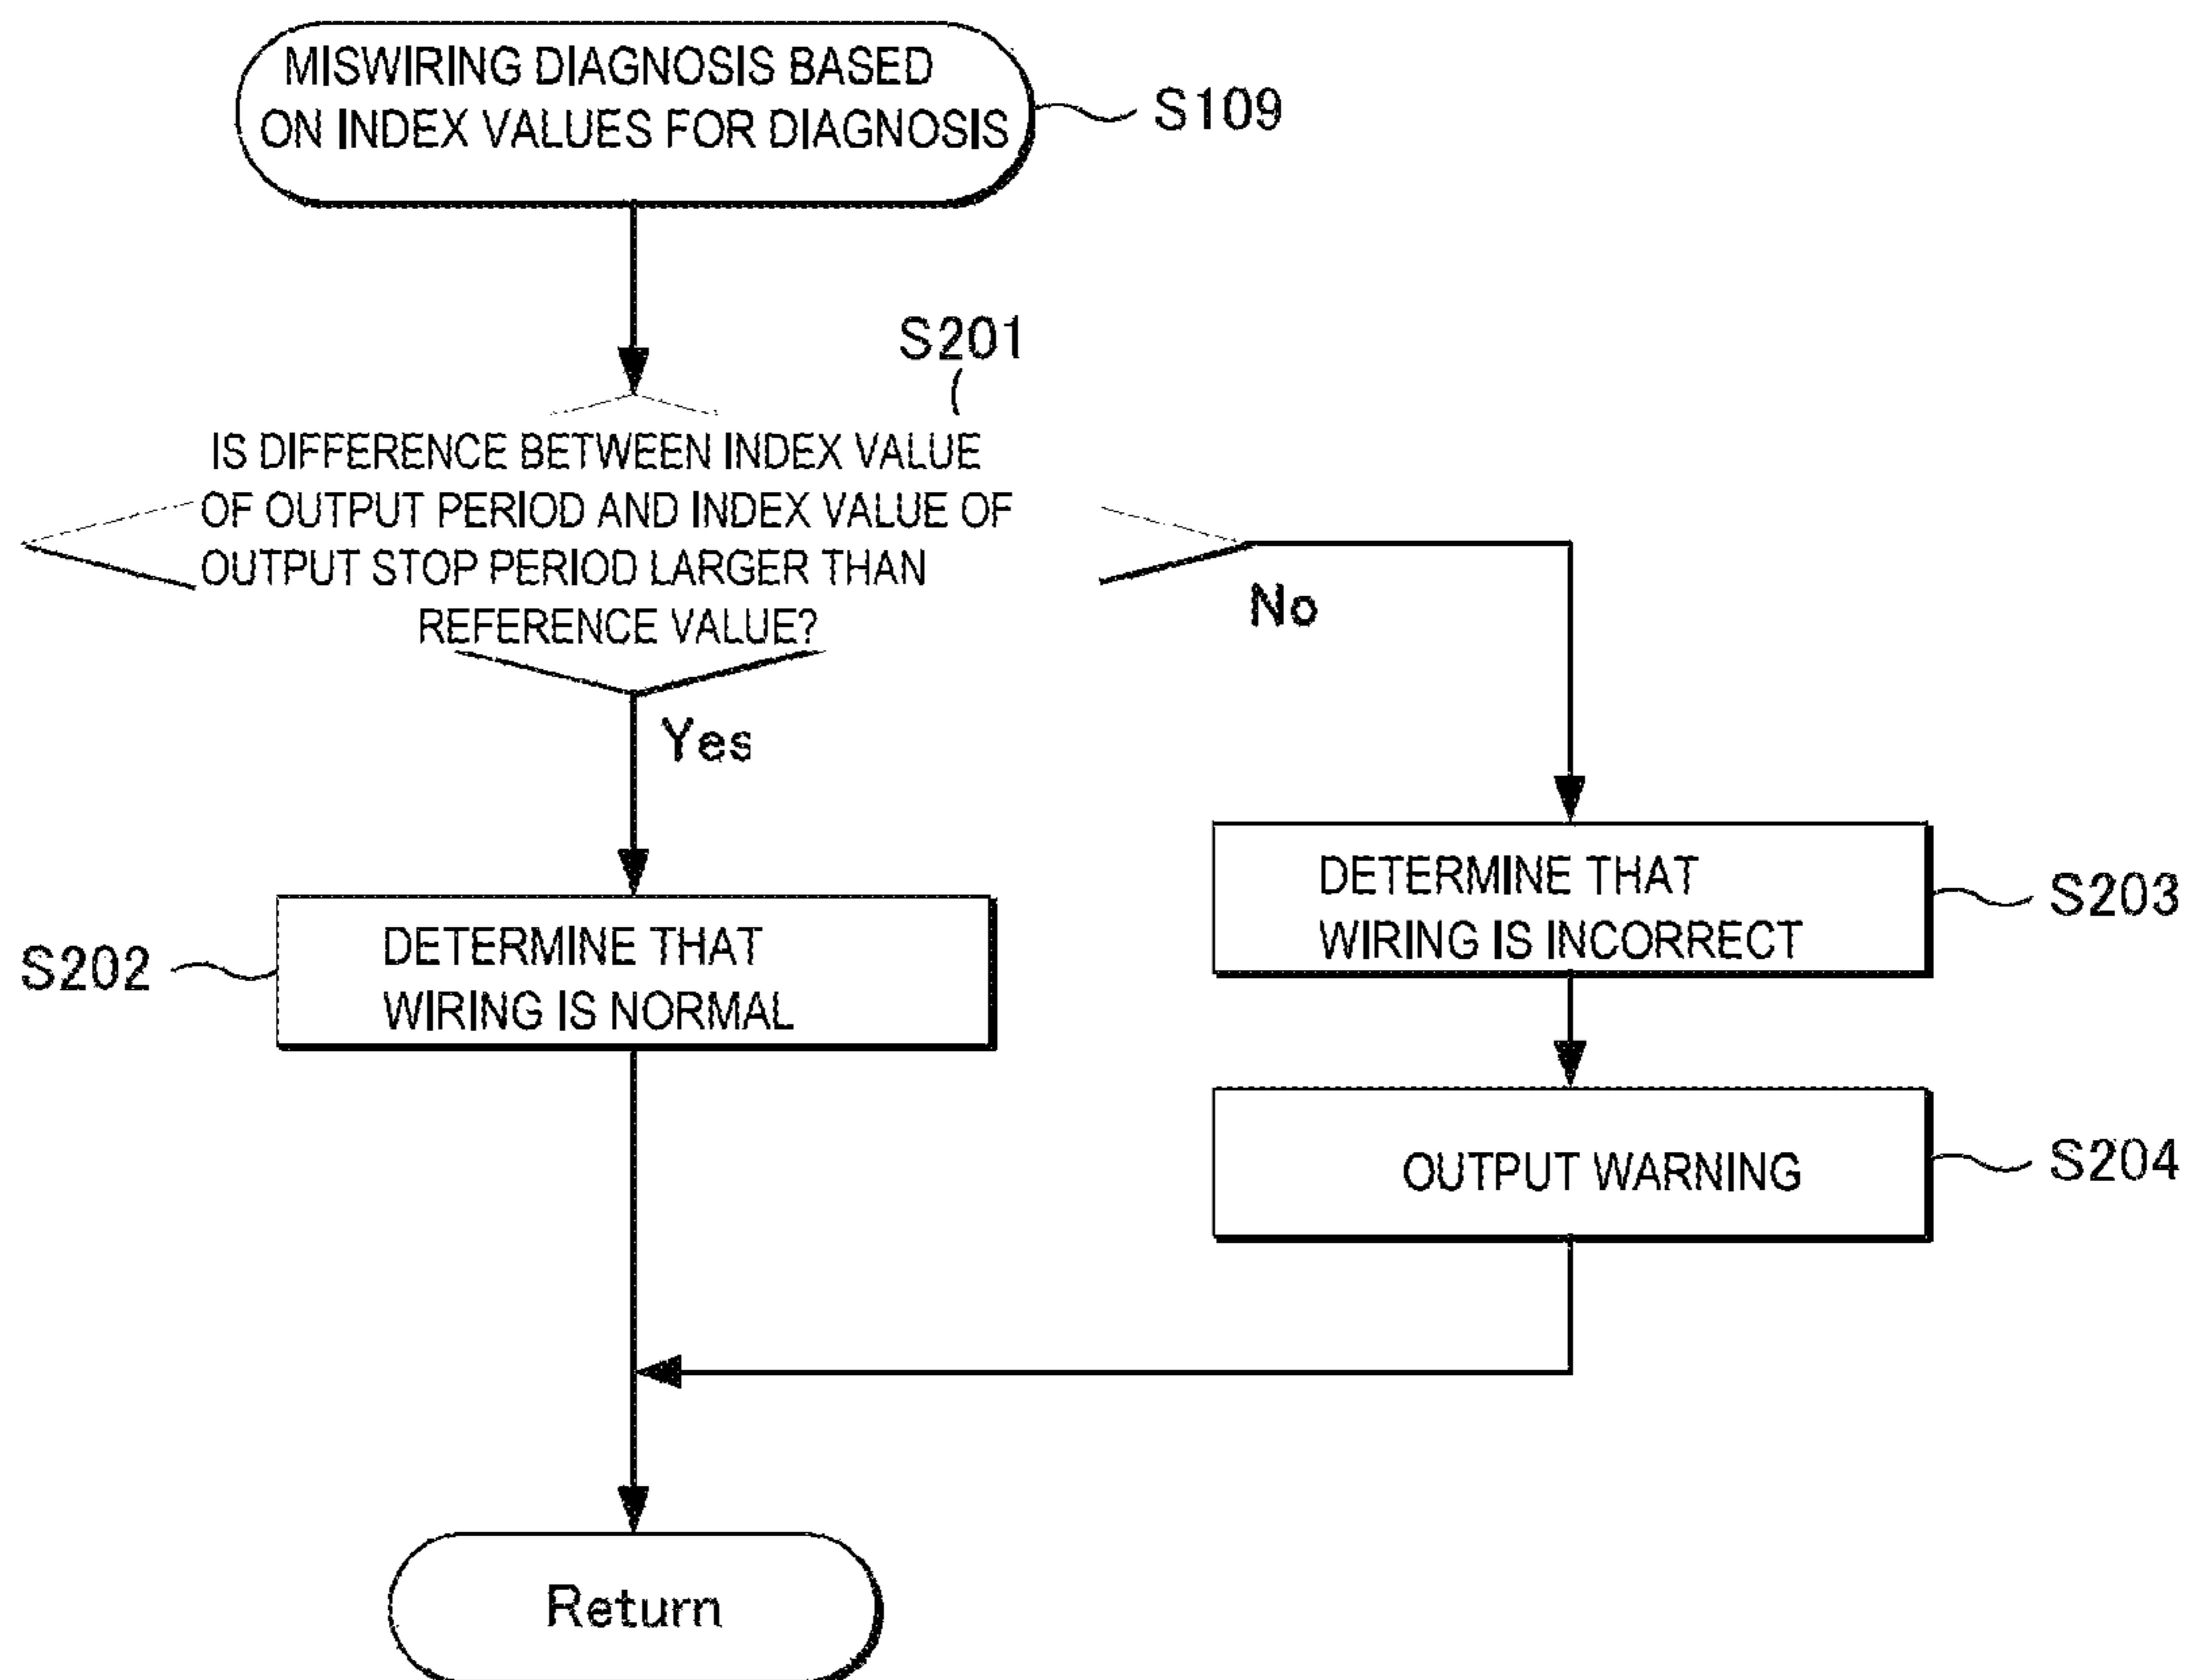 MISWIRING DIAGNOSIS BASED
ON INDEX VALUES FOR DIAGNOSIS
S109
S201
IS DIFFERENCE BETWEEN INDEX VALUE
OF OUTPUT PERIOD AND INDEX VALUE OF
OUTPUT STOP PERIOD LARGER THAN
REFERENCE VALUE?
No
Yes
DETERMINE THAT
WIRING IS INCORRECT
S203
S202
DETERMINE THAT
WIRING IS NORMAL
OUTPUT WARNING
S204
Return